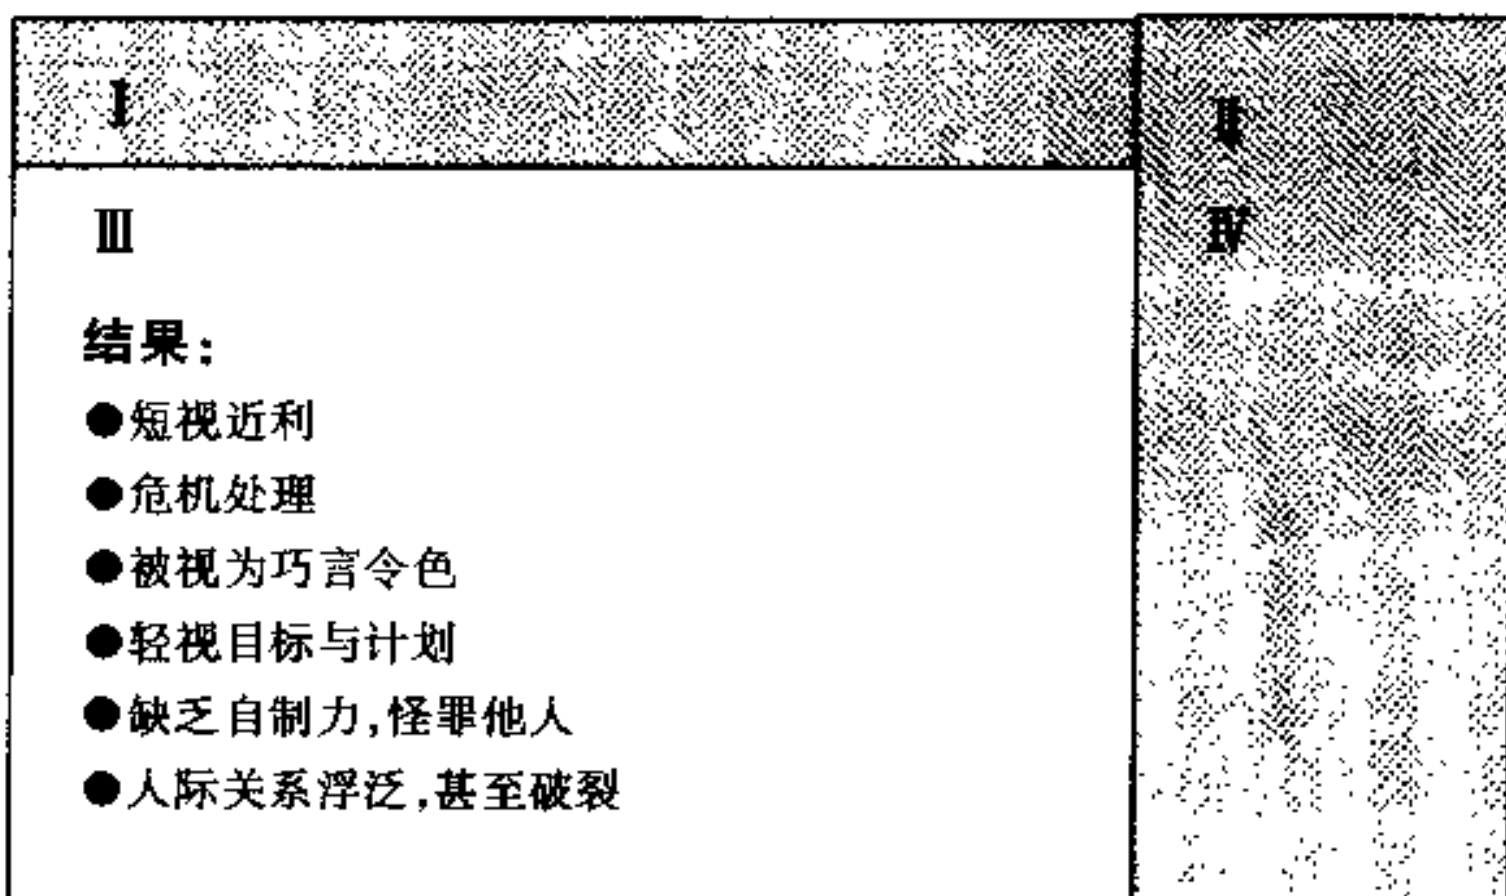 Ⅰ Ⅱ
Ⅲ Ⅳ
结果：
●短视近利
●危机处理
●被视为巧言令色
●轻视目标与计划
●缺乏自制力,怪罪他人
●人际关系浮泛,甚至破裂